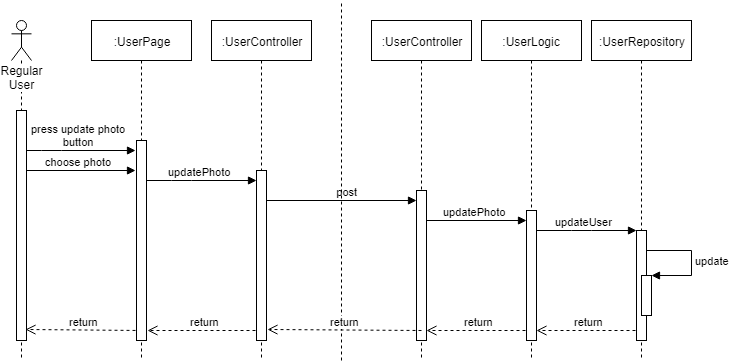 :UserPage
:UserController
:UserController
:UserLogic
:UserRepository
Regular
User
press update photo
button
choose photo
updatePhoto
post
updatePhoto
updateUser
update
return
return
return
return
return